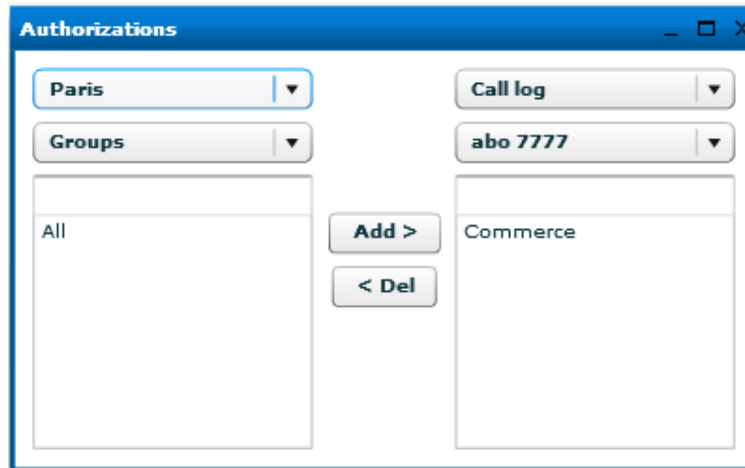 Authorizations
Paris
Call log
Groups
abo 7777
All
Add >
Commerce
< Del